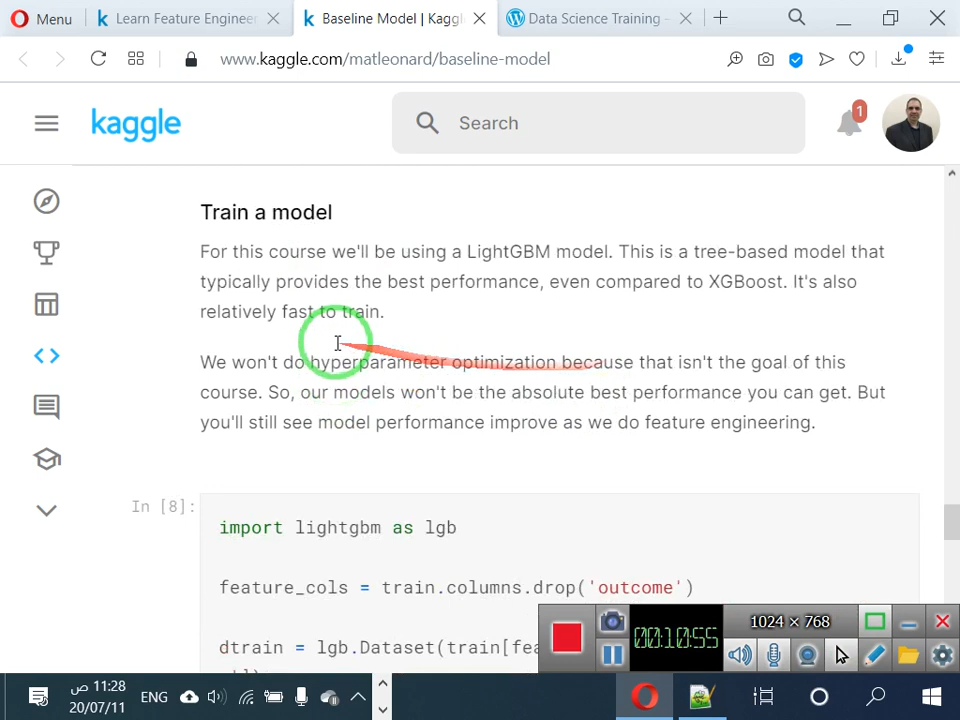 Menu
Learn Feature Engineer
Baseline Model | Kaggle
Data Science Training -
www.kaggle.com/matleonard/baseline-model
kaggle
Search
1
Train a model
For this course we'll be using a LightGBM model. This is a tree-based model that
typically provides the best performance, even compared to XGBoost. It's also
relatively fast to train.
We won't do hyperparameter optimization because that isn't the goal of this
course. So, our models won't be the absolute best performance you can get. But
you'll still see model performance improve as we do feature engineering.
In [8]:
import lightgbm as lgb
feature_cols = train.columns.drop('outcome')
dtrain = lgb.Dataset(train[fea
1024 × 768
00:10:55
11:28 ص
ENG
20/07/11